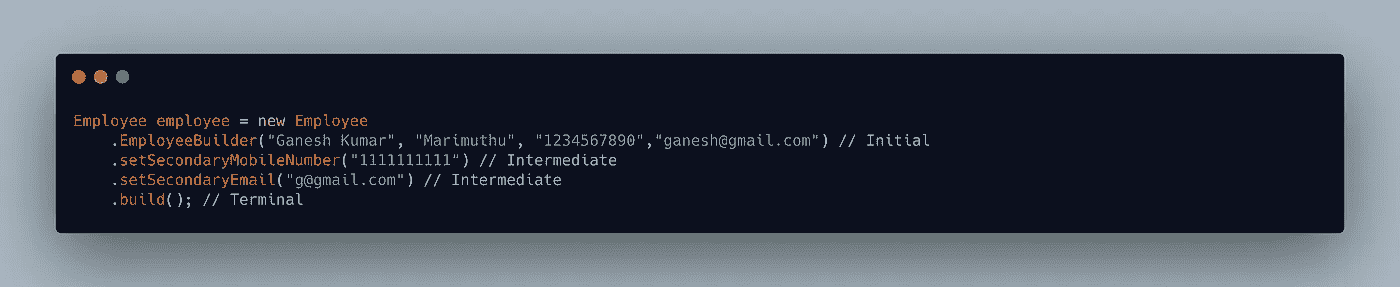 Employee employee = new Employee
.EmployeeBuilder("Ganesh Kumar", "Marimuthu", "1234567890","ganesh@gmail.com") // Initial
.setSecondaryMobileNumber("1111111111") // Intermediate
.setSecondaryEmail("g@gmail.com") // Intermediate
.build(); // Terminal